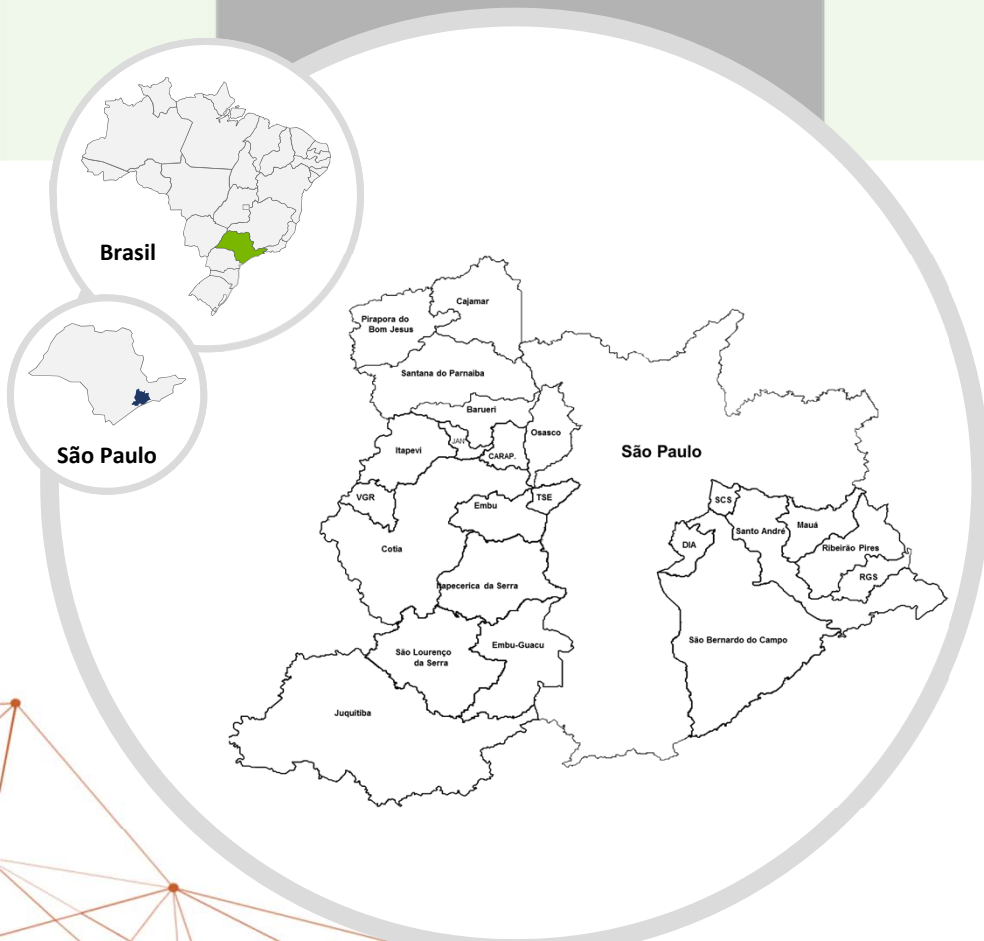 Brasil
São Paulo
Cajamar
Pirapora do
Bom Jesus
Santana do Parnaiba
Barueri
Osasco
JAN
Itapevi
CARAP.
São Paulo
VGR
Embu
TSE
SCS
Cotia
Santo André
Mauá
DIA
Ribeirão Pires
RGS
Itapecerica da Serra
São Bernardo do Campo
Embu-Guacu
São Lourenço
da Serra
Juquitiba